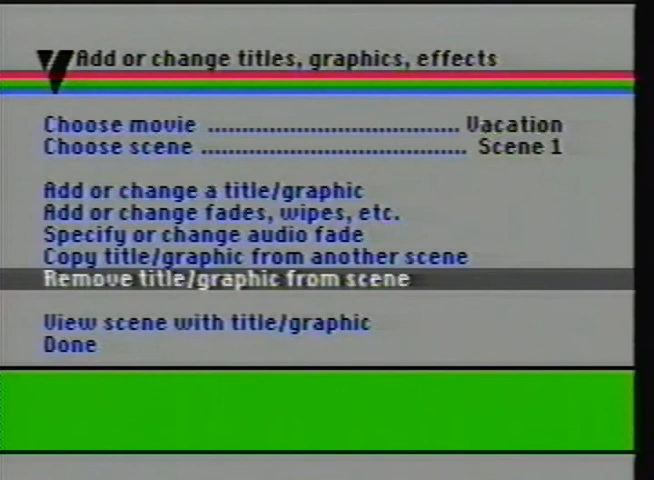 Add or change titles, graphics, effects
Choose movie ..................................... Vacation
Choose scene ....................................... Scene 1
Add or change a title/graphic
Add or change fades, wipes, etc.
Specify or change audio fade
Copy title/graphic from another scene
Remove title/graphic from scene
View scene with title/graphic
Done